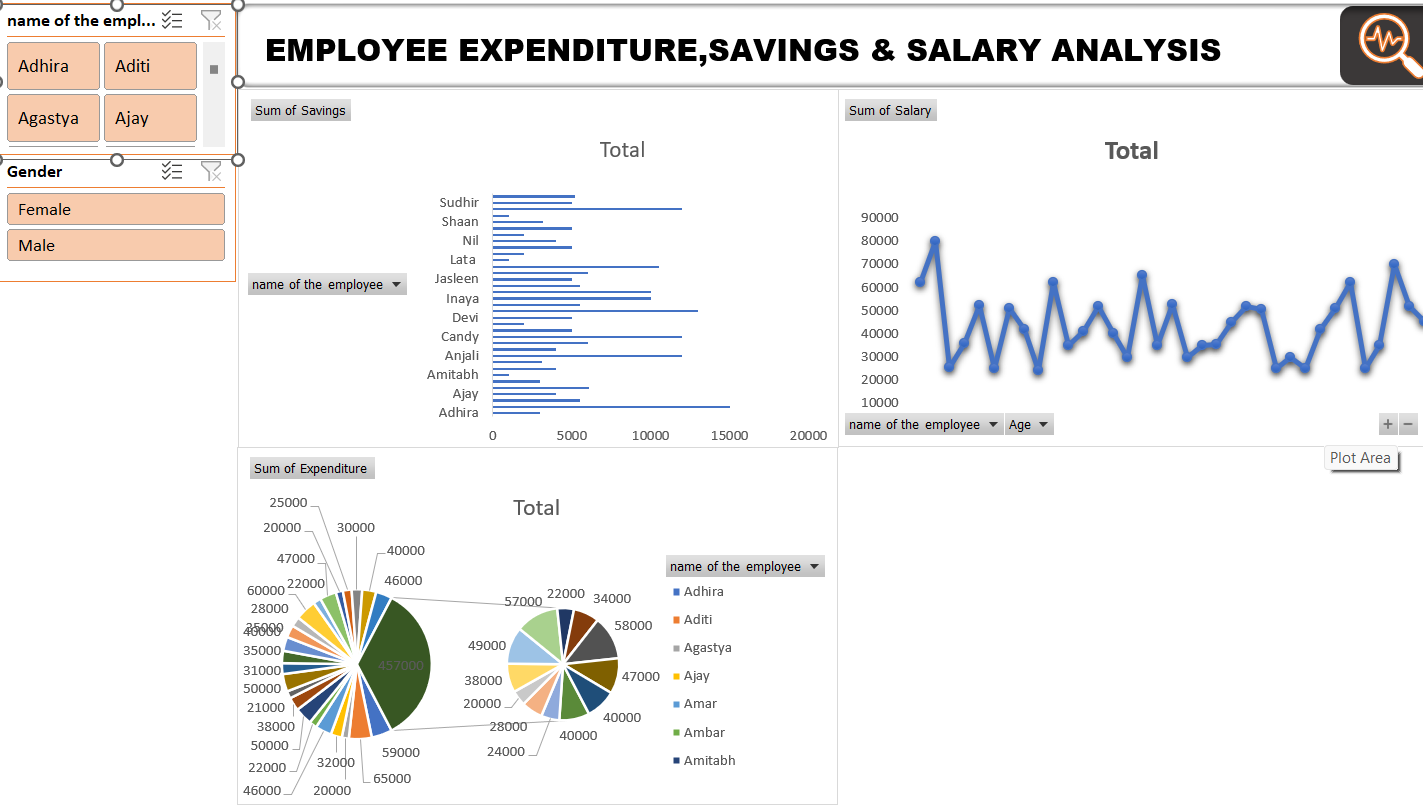 name of the empl...
Adhira
Aditi
Agastya
Ajay
Gender
Female
Male
EMPLOYEE EXPENDITURE,SAVINGS & SALARY ANALYSIS
Sum of Savings
Total
name of the employee
Sudhir
Shaan
Nil
Lata
Jasleen
Inaya
Devi
Candy
Anjali
Amitabh
Ajay
Adhira
0 5000 10000 15000 20000
Sum of Salary
Total
90000
80000
70000
60000
50000
40000
30000
20000
10000
name of the employee Age
+ −
Plot Area
Sum of Expenditure
Total
25000
20000
30000
47000
40000
60000
22000
46000
28000
35000
40000
35000
31000
50000
21000
38000
50000
22000
46000
32000
20000
65000
59000
457000
57000
22000
34000
58000
49000
47000
38000
20000
40000
28000
40000
24000
name of the employee
Adhira
Aditi
Agastya
Ajay
Amar
Ambar
Amitabh